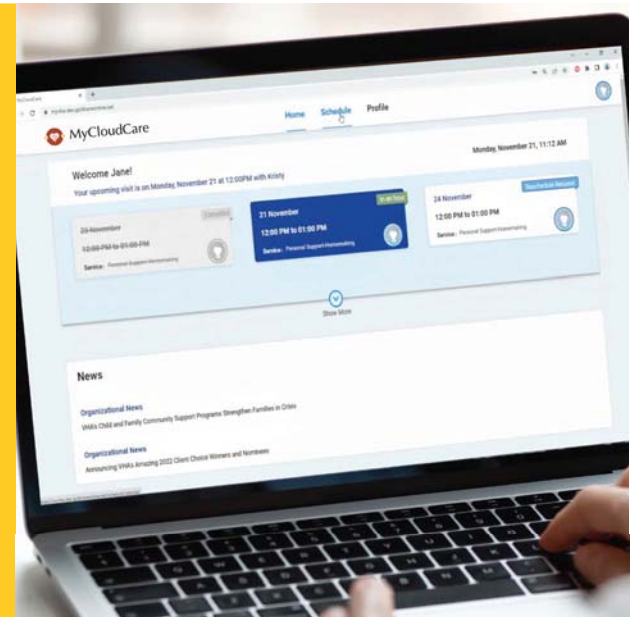 MyCloudCare
Home Schedule Profile
Monday, November 21, 11:12 AM
Welcome Jane!
Your upcoming visit is on Monday, November 21 at 12:00PM with Kristy
23 November
Cancelled
12:00 PM to 01:00 PM
Service: Personal Support-Homemaking
21 November
In an hour
12:00 PM to 01:00 PM
Service: Personal Support-Homemaking
24 November
Reschedule Request
12:00 PM to 01:00 PM
Service: Personal Support-Homemaking
Show More
News
Organizational News
VHA's Child and Family Community Support Programs Strengthen Families in Crisis
Organizational News
Announcing VHA's Amazing 2022 Client Choice Winners and Nominees